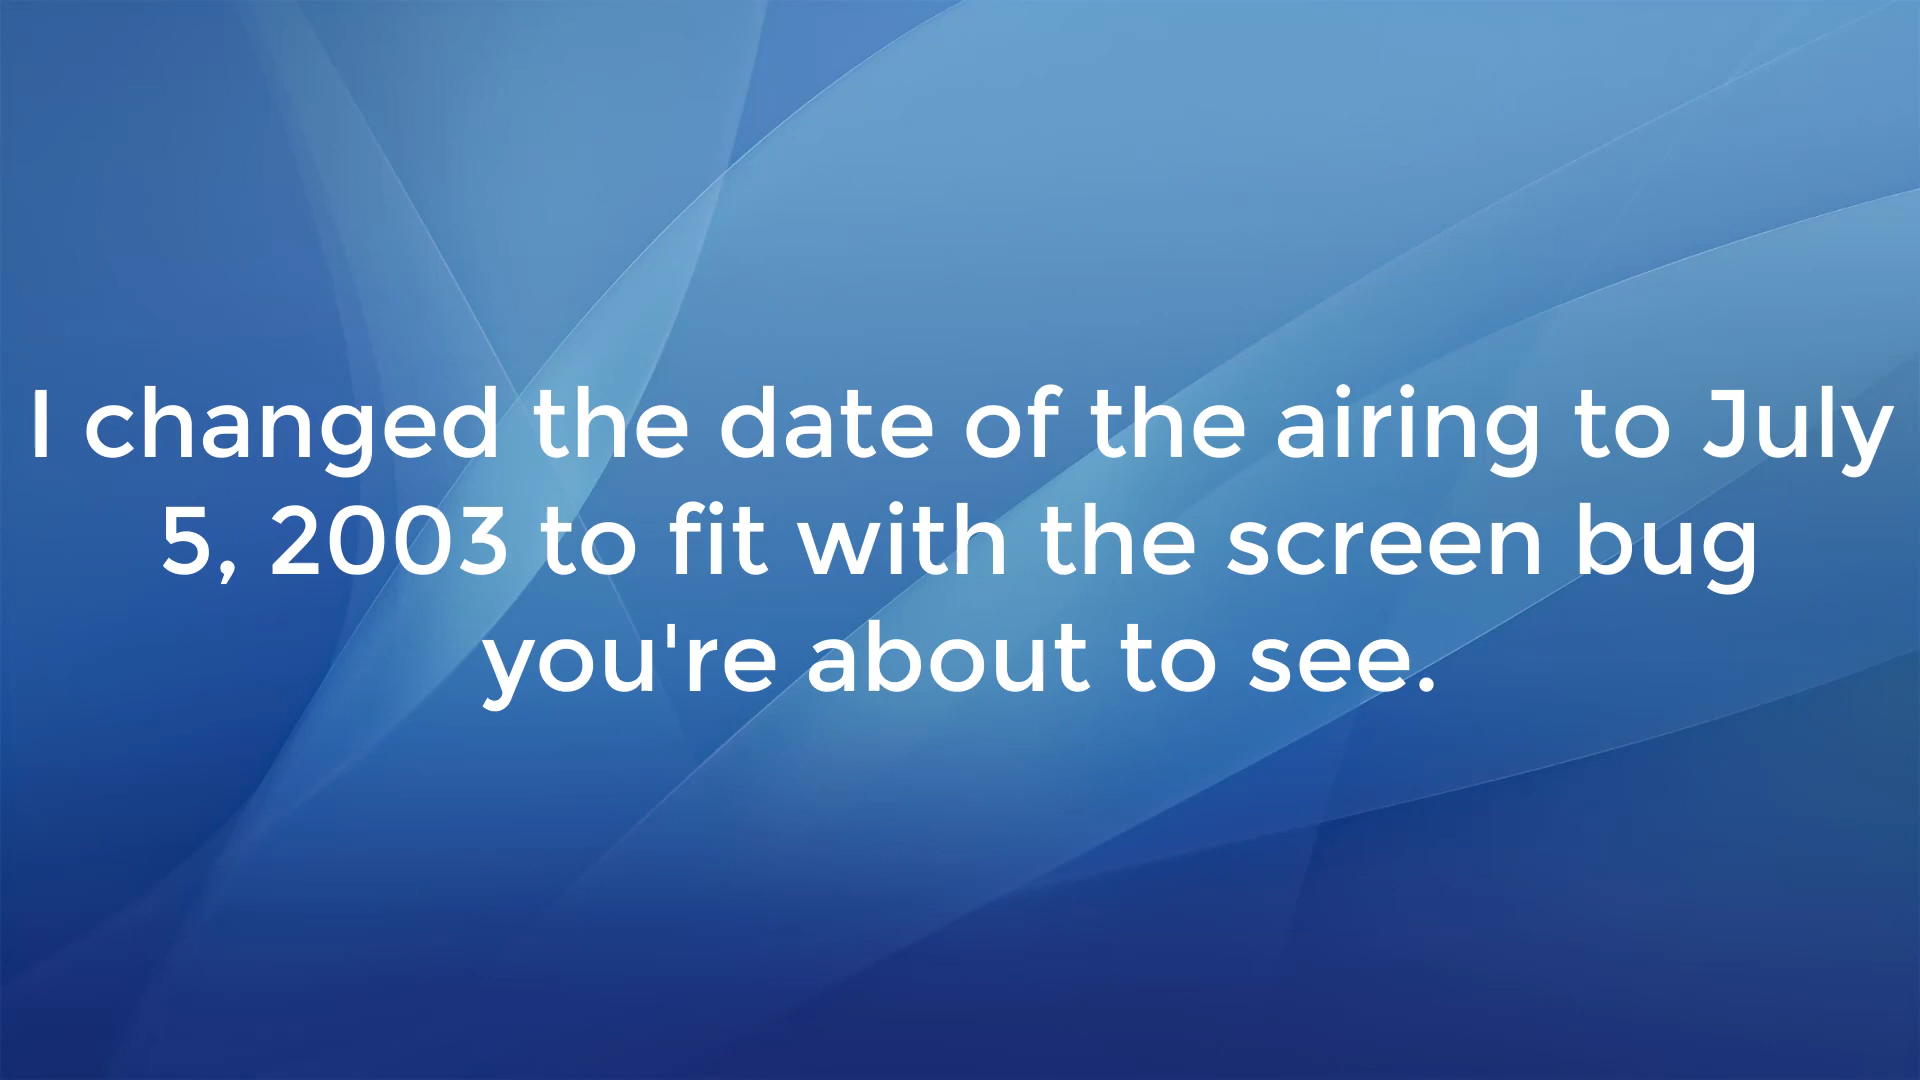 I changed the date of the airing to July
5, 2003 to fit with the screen bug
you're about to see.